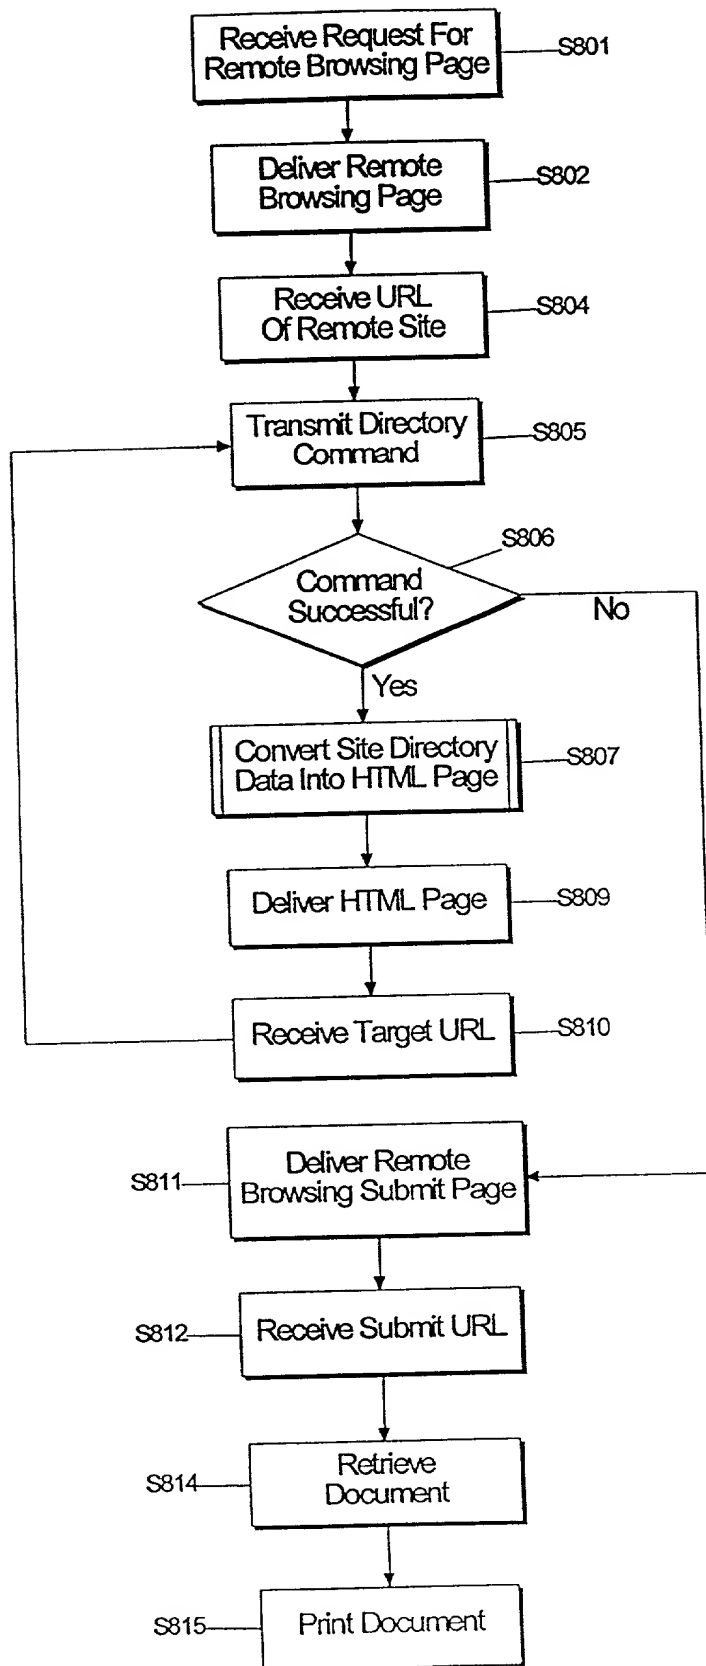 Receive Request For
Remote Browsing Page
S801
Deliver Remote
Browsing Page
S802
Receive URL
Of Remote Site
S804
Transmit Directory
Command
S805
S806
Command
Successful?
No
Yes
Convert Site Directory
Data Into HTML Page
S807
Deliver HTML Page
S809
Receive Target URL
S810
Deliver Remote
Browsing Submit Page
S811
Receive Submit URL
S812
Retrieve
Document
S814
Print Document
S815